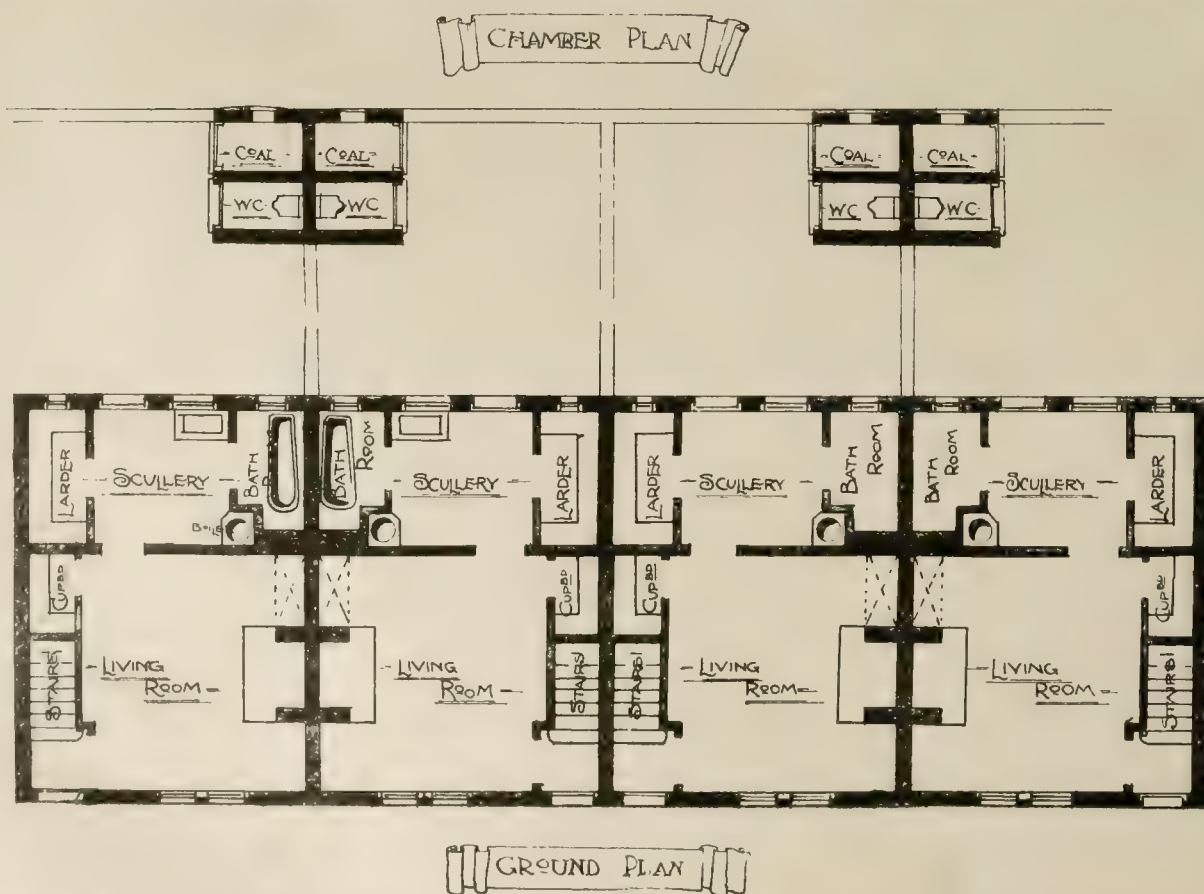 CHAMBER PLAN
-COAL- -COAL- -COAL- -COAL-
-WC- WC -WC- -WC-
LARDER -SCULLERY- BATH BATH ROOM -SCULLERY- LARDER LARDER -SCULLERY- BATH ROOM BATH ROOM -SCULLERY- LARDER
CUPBD CUPBD CUPBD CUPBD
-LIVING -LIVING -LIVING -LIVING
ROOM- ROOM- ROOM- ROOM-
STAIRS STAIRS STAIRS STAIRS
GROUND PLAN